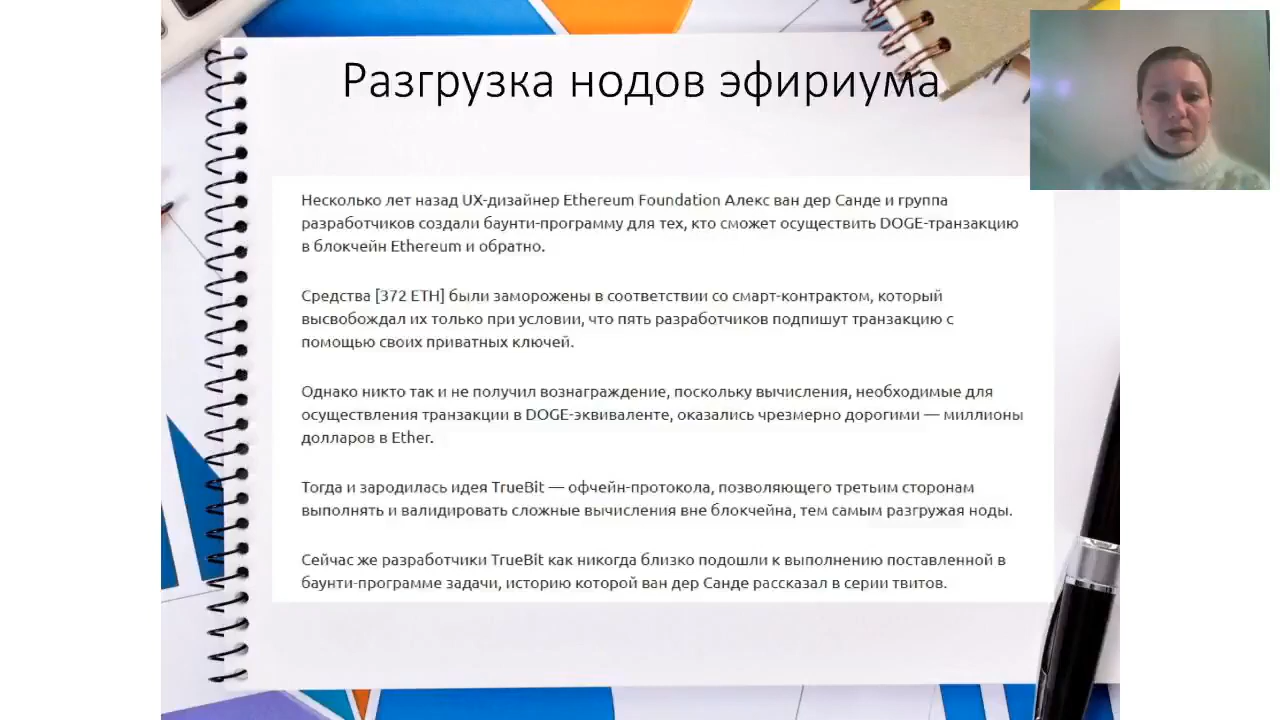 Разгрузка нодов эфириума
Несколько лет назад UX-дизайнер Ethereum Foundation Алекс ван дер Санде и группа
разработчиков создали баунти-программу для тех, кто сможет осуществить DOGE-транзакцию
в блокчейн Ethereum и обратно.
Средства [372 ETH] были заморожены в соответствии со смарт-контрактом, который
высвобождал их только при условии, что пять разработчиков подпишут транзакцию с
помощью своих приватных ключей.
Однако никто так и не получил вознаграждение, поскольку вычисления, необходимые для
осуществления транзакции в DOGE-эквиваленте, оказались чрезмерно дорогими — миллионы
долларов в Ether.
Тогда и зародилась идея TrueBit — офчейн-протокола, позволяющего третьим сторонам
выполнять и валидировать сложные вычисления вне блокчейна, тем самым разгружая ноды.
Сейчас же разработчики TrueBit как никогда близко подошли к выполнению поставленной в
баунти-программе задачи, историю которой ван дер Санде рассказал в серии твитов.